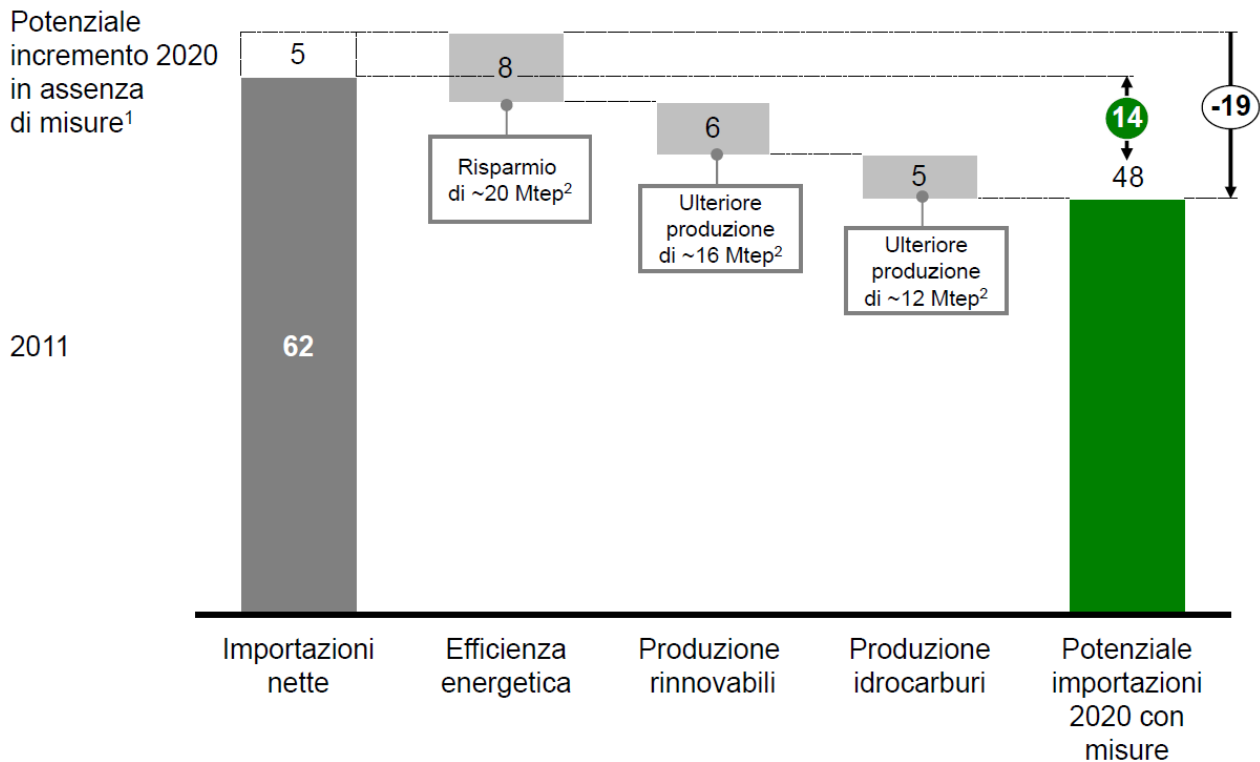 Potenziale
incremento 2020
in assenza
di misure¹
5
8
6
5
14
-19
48
Risparmio
di ~20 Mtep²
Ulteriore
produzione
di ~16 Mtep²
Ulteriore
produzione
di ~12 Mtep²
2011
62
Importazioni
nette
Efficienza
energetica
Produzione
rinnovabili
Produzione
idrocarburi
Potenziale
importazioni
2020 con
misure